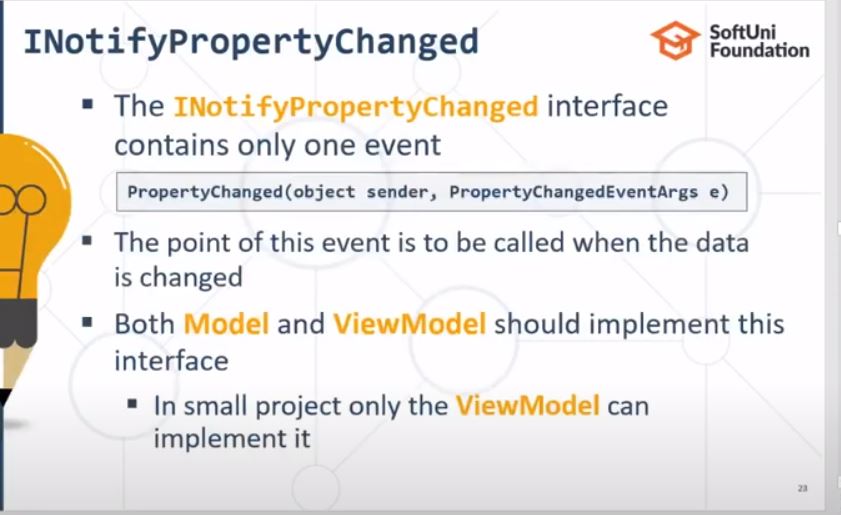 INotifyPropertyChanged
SoftUni
Foundation
▪ The INotifyPropertyChanged interface
contains only one event
PropertyChanged(object sender, PropertyChangedEventArgs e)
▪ The point of this event is to be called when the data
is changed
▪ Both Model and ViewModel should implement this
interface
▪ In small project only the ViewModel can
implement it
23